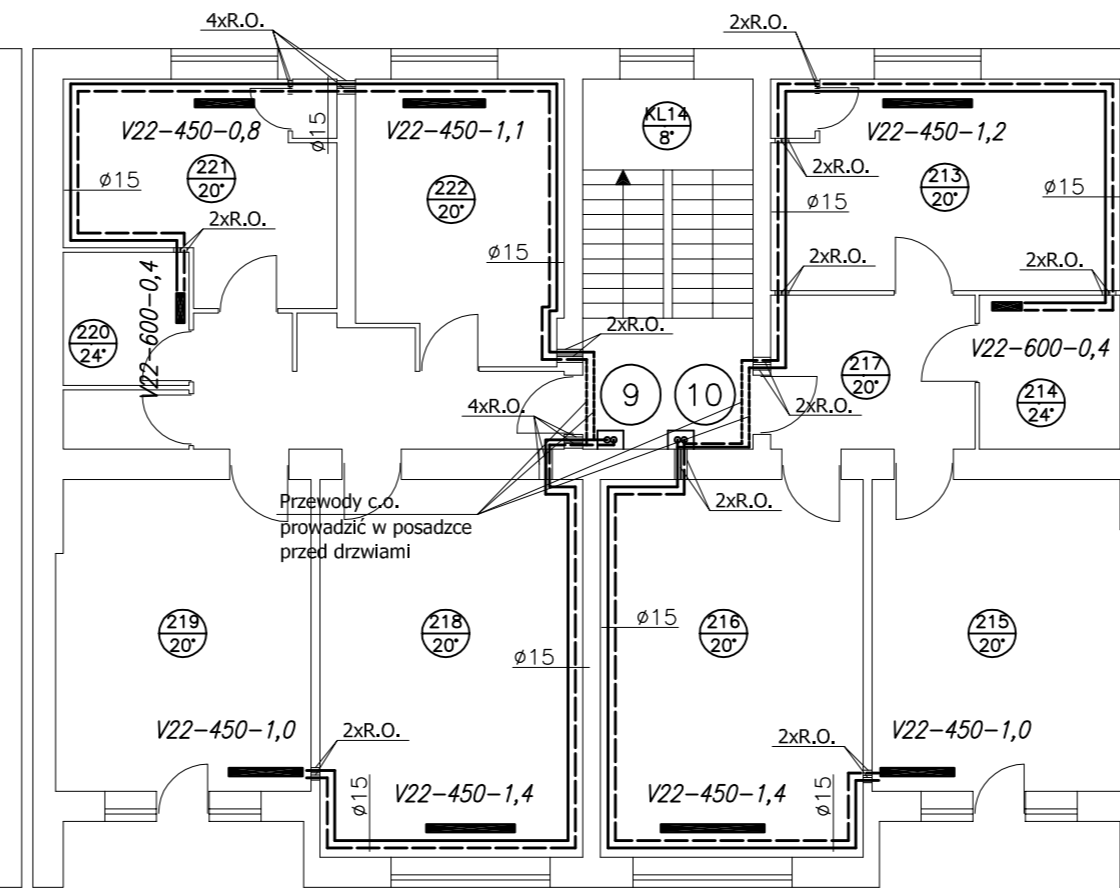 4xR.O.
2xR.O.
KL14
8°
V22-450-0,8
V22-450-1,1
V22-450-1,2
ø15
221
20°
ø15
222
20°
2xR.O.
213
20°
ø15
ø15
2xR.O.
ø15
2xR.O.
2xR.O.
220
24°
V22-600-0,4
2xR.O.
V22-600-0,4
217
20°
214
24°
9
10
4xR.O.
2xR.O.
Przewody c.o.
prowadzić w posadzce
przed drzwiami
2xR.O.
219
20°
218
20°
ø15
ø15
216
20°
215
20°
V22-450-1,0
2xR.O.
2xR.O.
V22-450-1,0
ø15
V22-450-1,4
V22-450-1,4
ø15